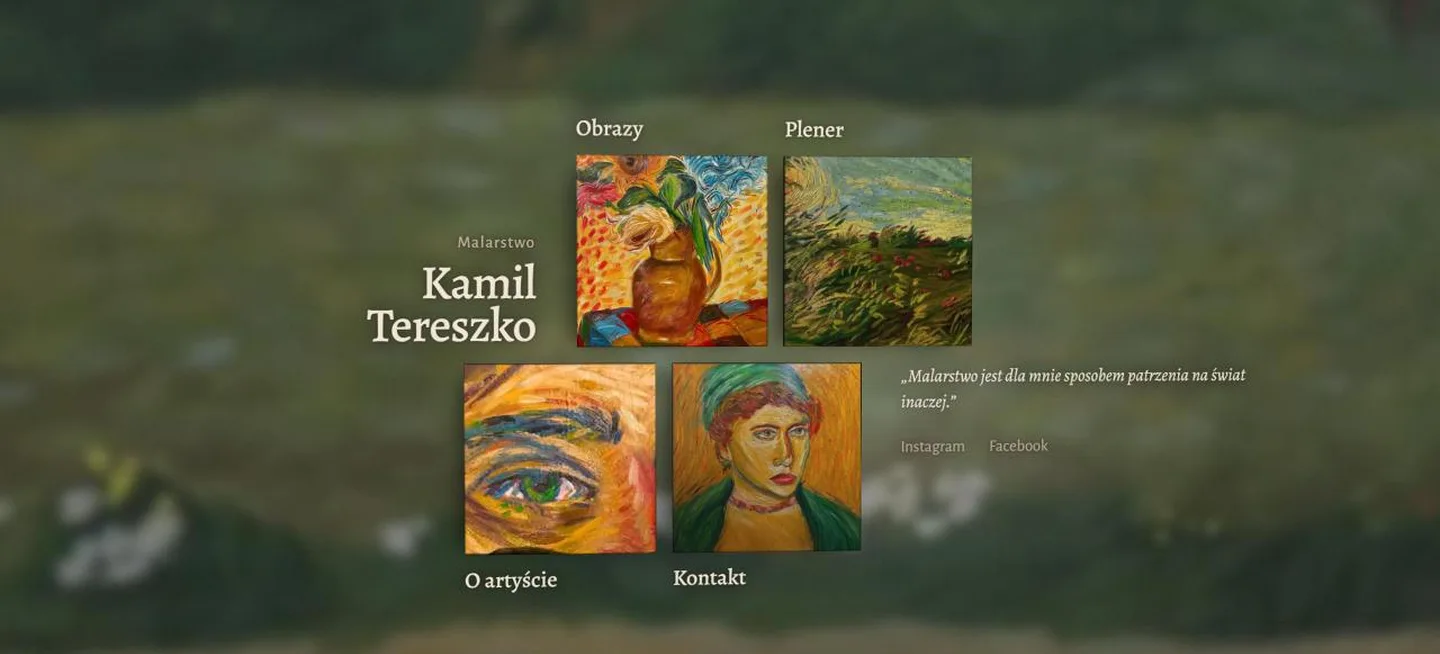 Obrazy
Plener
Malarstwo
Kamil
Tereszko
„Malarstwo jest dla mnie sposobem patrzenia na świat
inaczej.”
Instagram Facebook
O artyście
Kontakt